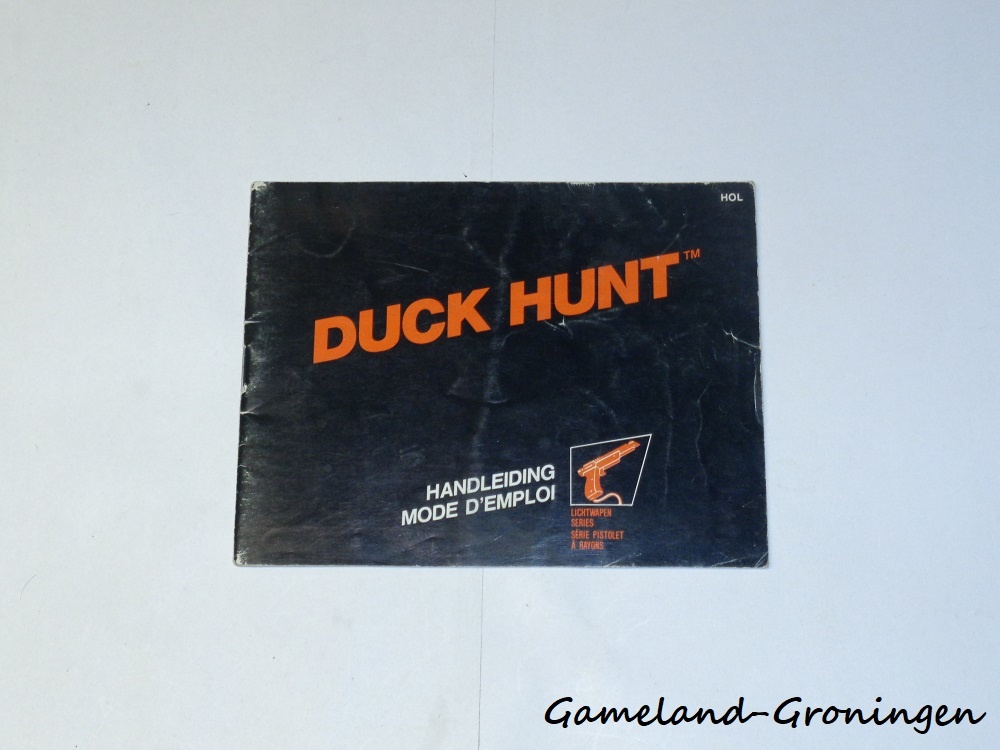 HOL
DUCK HUNT™
HANDLEIDING
MODE D'EMPLOI
LICHTWAPEN
SERIES
SÉRIE PISTOLET
À RAYONS
Gameland-Groningen